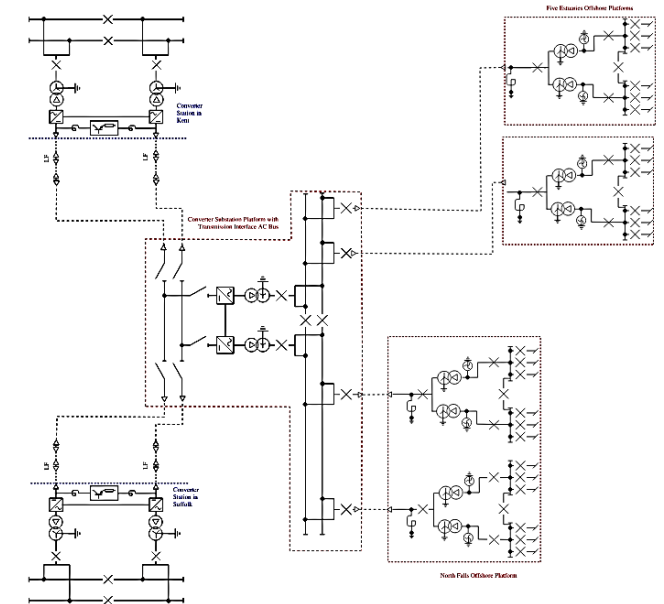 Five Estuaries Offshore Platforms
Converter
Station in
Kent
LF
LF
Converter Substation Platform with
Transmission Interface AC Bus
LF
LF
Converter
Station in
Suffolk
North Falls Offshore Platform